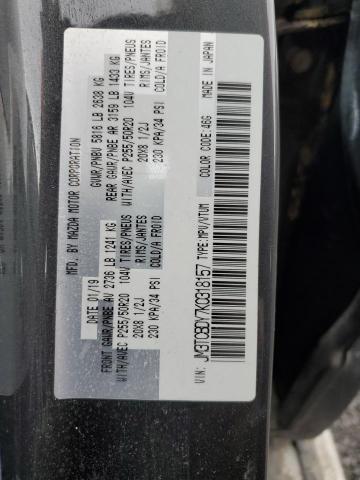 MFD. BY MAZDA MOTOR CORPORATION
DATE: 01/19
GVWR/PNBV 5816 LB 2638 KG
FRONT GAWR/PNBE AV 2736 LB 1241 KG
REAR GAWR/PNBE AR 3159 LB 1433 KG
WITH/AVEC P255/50R20 104V TIRES/PNEUS
WITH/AVEC P255/50R20 104V TIRES/PNEUS
20X8 1/2J RIMS/JANTES
20X8 1/2J RIMS/JANTES
230 KPA/34 PSI COLD/A FROID
230 KPA/34 PSI COLD/A FROID
VIN:
JM3TCBDY7K0318157
TYPE:MPV/VTUM
COLOR CODE: 46G
MADE IN JAPAN